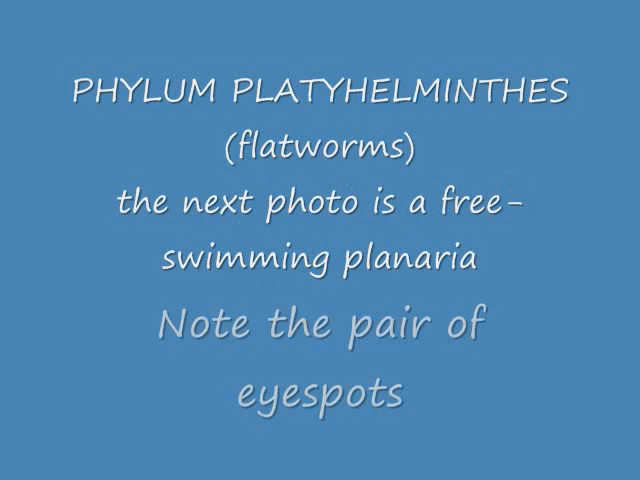 PHYLUM PLATYHELMINTHES
(flatworms)
the next photo is a free-
swimming planaria
Note the pair of
eyespots